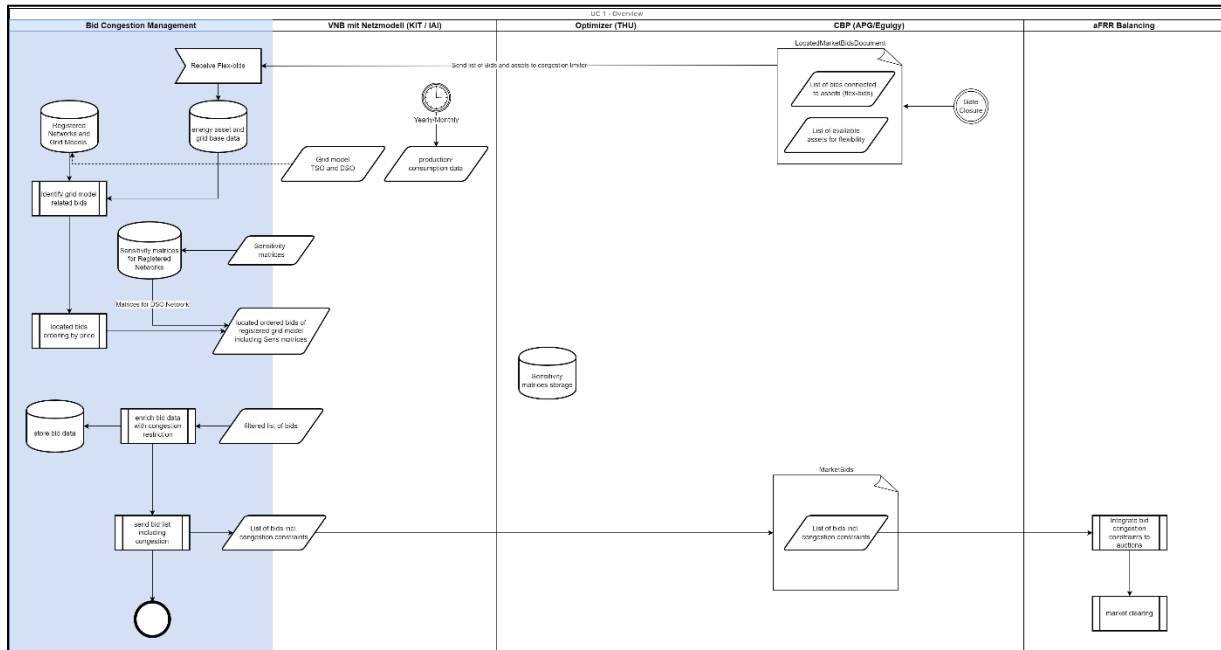 UC 1 - Overview
Bid Congestion Management
VNB mit Netzmodell (KIT / IAI)
Optimizer (THU)
CBP (APG/Equigy)
aFRR Balancing
LocatedMarketBidsDocument
Receive Flex-bids
Send list of Bids and assets to congestion limiter
List of bids connected
to assets (flex-bids)
Gate
Closure
Yearly/Monthly
Registered
Networks and
Grid Models
energy asset and
grid base data
List of available
assets for flexibility
Grid model
TSO and DSO
production/
consumption data
identify grid model
related bids
Sensitivity matrices
for Registered
Networks
Sensitivity
matrices
Matrices for DSO Network
located bids
ordering by price
located ordered bids of
registered grid model
including Sens matrices
Sensitivity
matrices storage
store bid data
enrich bid data
with congestion
restriction
filtered list of bids
MarketBids
send bid list
including
congestion
List of bids incl.
congestion constraints
List of bids incl.
congestion constraints
Integrate bid
congestion
constraints to
auctions
market clearing